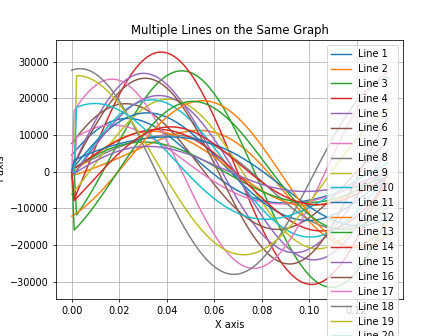 Multiple Lines on the Same Graph
30000
20000
10000
0
−10000
−20000
−30000
0.00
0.02
0.04
0.06
0.08
0.10
X axis
Line 1
Line 2
Line 3
Line 4
Line 5
Line 6
Line 7
Line 8
Line 9
Line 10
Line 11
Line 12
Line 13
Line 14
Line 15
Line 16
Line 17
Line 18
Line 19
Line 20